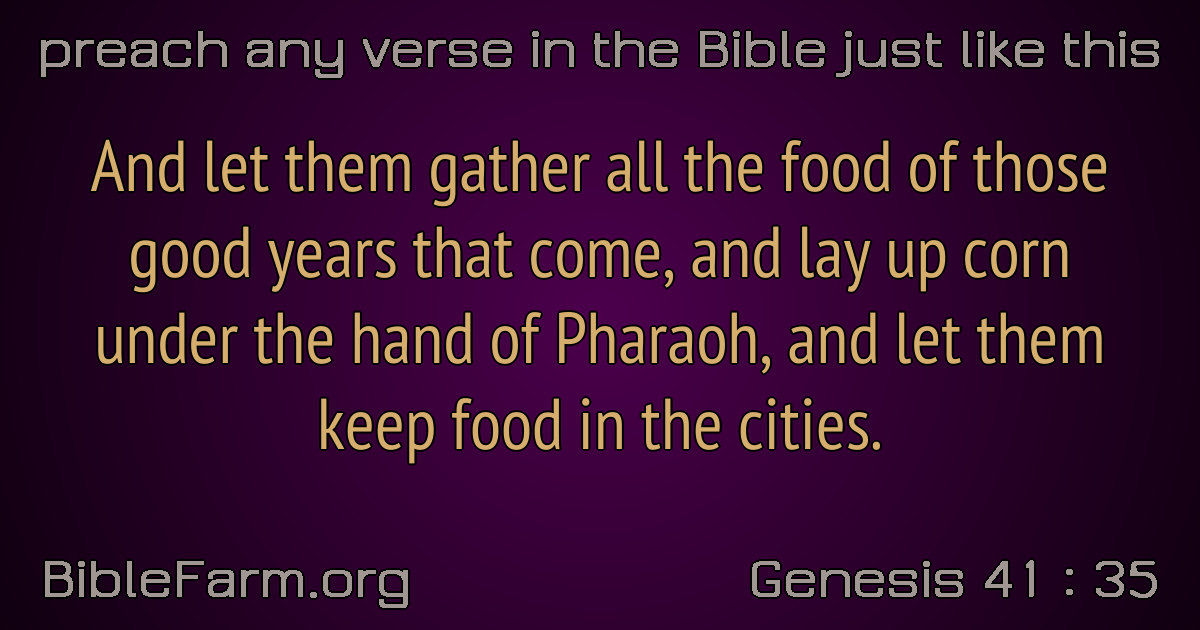 preach any verse in the Bible just like this
And let them gather all the food of those
good years that come, and lay up corn
under the hand of Pharaoh, and let them
keep food in the cities.
BibleFarm.org
Genesis 41 : 35